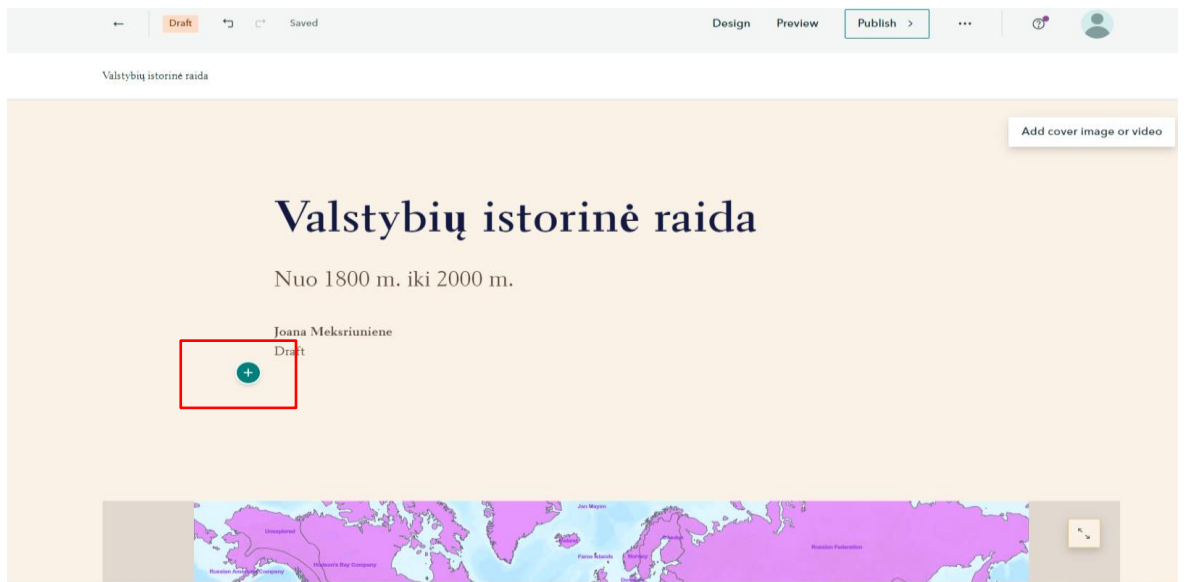 Draft Saved Design Preview Publish >
Valstybių istorinė raida
Add cover image or video
Valstybių istorinė raida
Nuo 1800 m. iki 2000 m.
Joana Meksriuniene
Draft
Jan Mayen
Unexplored
Iceland
Russian Federation
Faroe Islands Norway
Hudson's Bay Company
Russian American Company